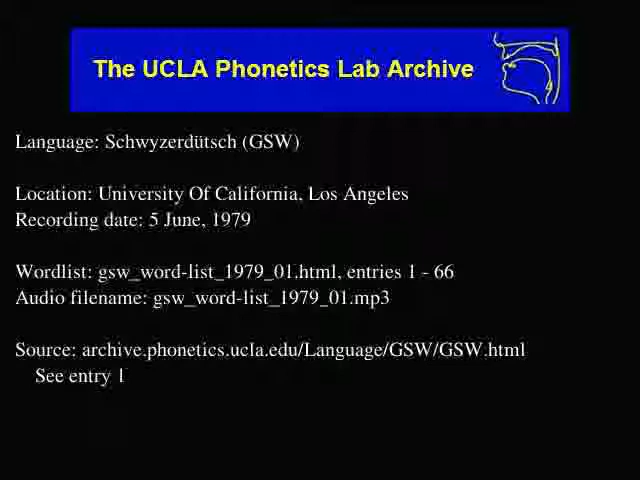 The UCLA Phonetics Lab Archive
Language: Schwyzerdütsch (GSW)
Location: University Of California, Los Angeles
Recording date: 5 June, 1979
Wordlist: gsw_word-list_1979_01.html, entries 1 - 66
Audio filename: gsw_word-list_1979_01.mp3
Source: archive.phonetics.ucla.edu/Language/GSW/GSW.html
See entry 1